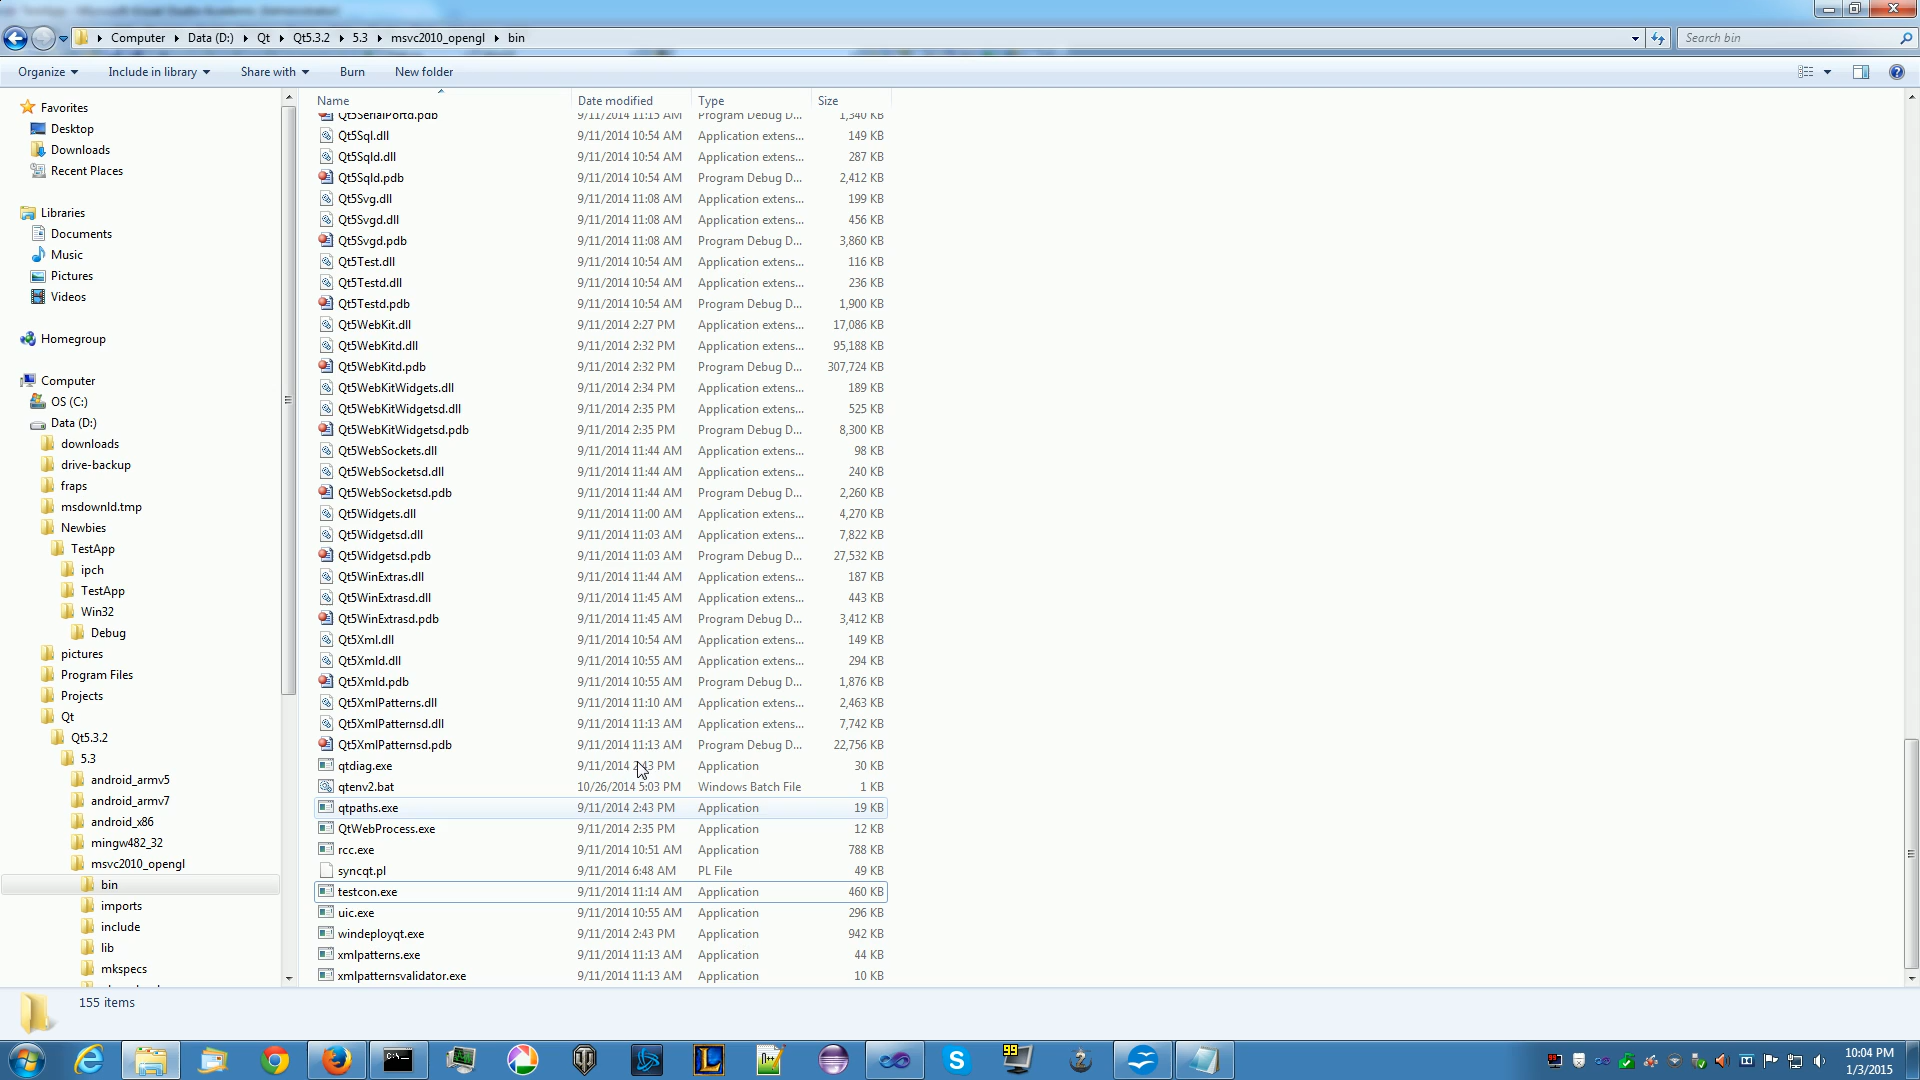 Computer Data (D:) Qt Qt5.3.2 5.3 msvc2010_opengl bin
Search bin
Organize Include in library Share with Burn New folder
Favorites
Desktop
Downloads
Recent Places
Libraries
Documents
Music
Pictures
Videos
Homegroup
Computer
OS (C:)
Data (D:)
downloads
drive-backup
fraps
msdownld.tmp
Newbies
TestApp
ipch
TestApp
Win32
Debug
pictures
Program Files
Projects
Qt
Qt5.3.2
5.3
android_armv5
android_armv7
android_x86
mingw482_32
msvc2010_opengl
bin
imports
include
lib
mkspecs
Name Date modified Type Size
Qt5SerialPortd.pdb 9/11/2014 11:15 AM Program Debug D... 1,340 KB
Qt5Sql.dll 9/11/2014 10:54 AM Application extens... 149 KB
Qt5Sqld.dll 9/11/2014 10:54 AM Application extens... 287 KB
Qt5Sqld.pdb 9/11/2014 10:54 AM Program Debug D... 2,412 KB
Qt5Svg.dll 9/11/2014 11:08 AM Application extens... 199 KB
Qt5Svgd.dll 9/11/2014 11:08 AM Application extens... 456 KB
Qt5Svgd.pdb 9/11/2014 11:08 AM Program Debug D... 3,860 KB
Qt5Test.dll 9/11/2014 10:54 AM Application extens... 116 KB
Qt5Testd.dll 9/11/2014 10:54 AM Application extens... 236 KB
Qt5Testd.pdb 9/11/2014 10:54 AM Program Debug D... 1,900 KB
Qt5WebKit.dll 9/11/2014 2:27 PM Application extens... 17,086 KB
Qt5WebKitd.dll 9/11/2014 2:32 PM Application extens... 95,188 KB
Qt5WebKitd.pdb 9/11/2014 2:32 PM Program Debug D... 307,724 KB
Qt5WebKitWidgets.dll 9/11/2014 2:34 PM Application extens... 189 KB
Qt5WebKitWidgetsd.dll 9/11/2014 2:35 PM Application extens... 525 KB
Qt5WebKitWidgetsd.pdb 9/11/2014 2:35 PM Program Debug D... 8,300 KB
Qt5WebSockets.dll 9/11/2014 11:44 AM Application extens... 98 KB
Qt5WebSocketsd.dll 9/11/2014 11:44 AM Application extens... 240 KB
Qt5WebSocketsd.pdb 9/11/2014 11:44 AM Program Debug D... 2,260 KB
Qt5Widgets.dll 9/11/2014 11:00 AM Application extens... 4,270 KB
Qt5Widgetsd.dll 9/11/2014 11:03 AM Application extens... 7,822 KB
Qt5Widgetsd.pdb 9/11/2014 11:03 AM Program Debug D... 27,532 KB
Qt5WinExtras.dll 9/11/2014 11:44 AM Application extens... 187 KB
Qt5WinExtrasd.dll 9/11/2014 11:45 AM Application extens... 443 KB
Qt5WinExtrasd.pdb 9/11/2014 11:45 AM Program Debug D... 3,412 KB
Qt5Xml.dll 9/11/2014 10:54 AM Application extens... 149 KB
Qt5Xmld.dll 9/11/2014 10:55 AM Application extens... 294 KB
Qt5Xmld.pdb 9/11/2014 10:55 AM Program Debug D... 1,876 KB
Qt5XmlPatterns.dll 9/11/2014 11:10 AM Application extens... 2,463 KB
Qt5XmlPatternsd.dll 9/11/2014 11:13 AM Application extens... 7,742 KB
Qt5XmlPatternsd.pdb 9/11/2014 11:13 AM Program Debug D... 22,756 KB
qtdiag.exe 9/11/2014 2:43 PM Application 30 KB
qtenv2.bat 10/26/2014 5:03 PM Windows Batch File 1 KB
qtpaths.exe 9/11/2014 2:43 PM Application 19 KB
QtWebProcess.exe 9/11/2014 2:35 PM Application 12 KB
rcc.exe 9/11/2014 10:51 AM Application 788 KB
syncqt.pl 9/11/2014 6:48 AM PL File 49 KB
testcon.exe 9/11/2014 11:14 AM Application 460 KB
uic.exe 9/11/2014 10:55 AM Application 296 KB
windeployqt.exe 9/11/2014 2:43 PM Application 942 KB
xmlpatterns.exe 9/11/2014 11:13 AM Application 44 KB
xmlpatternsvalidator.exe 9/11/2014 11:13 AM Application 10 KB
155 items
99
10:04 PM
1/3/2015